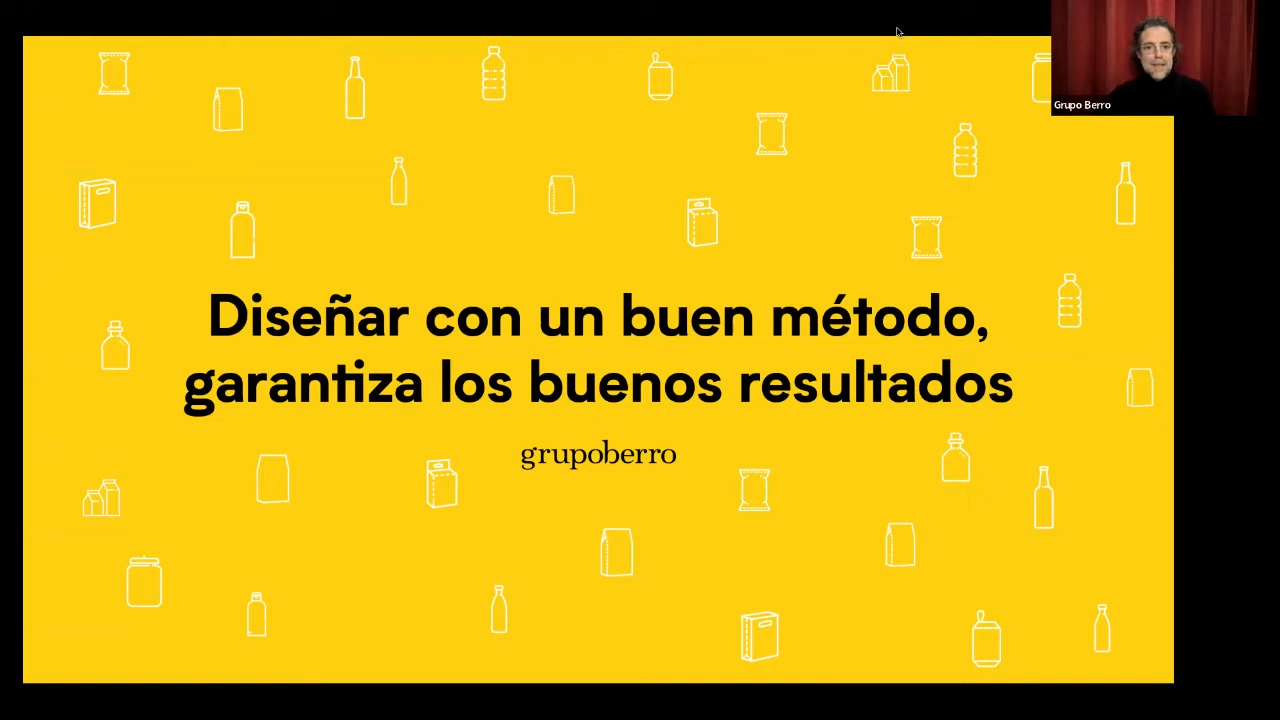 Grupo Berro
Diseñar con un buen método,
garantiza los buenos resultados
grupoberro